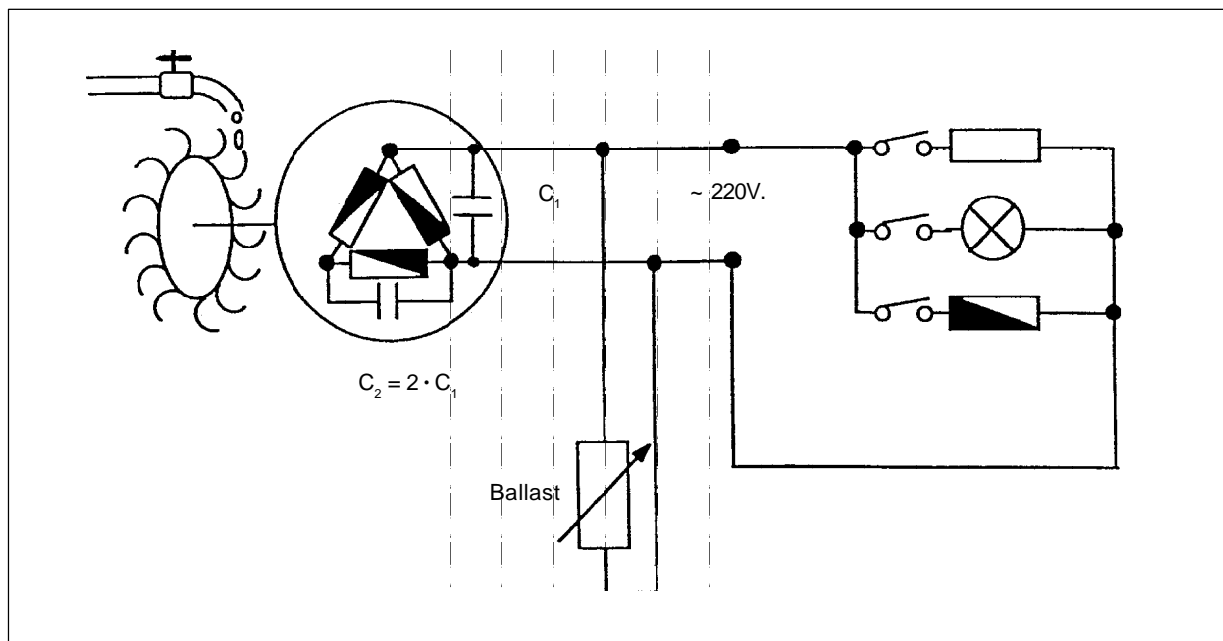 C₁
~ 220V.
C₂ = 2 · C₁
Ballast